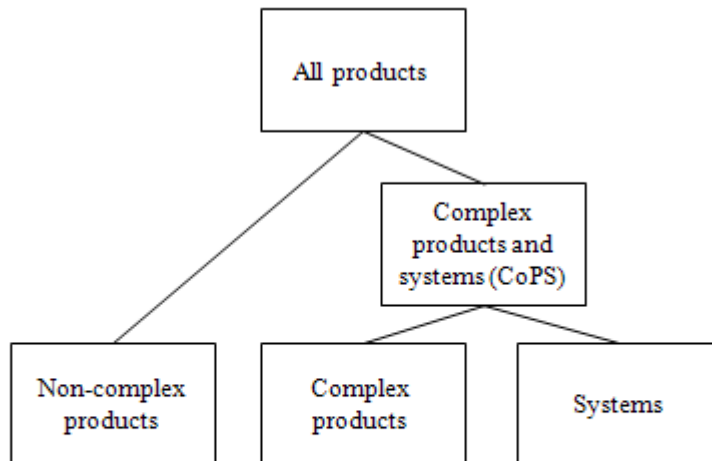 All products
Complex
products and
systems (CoPS)
Non-complex
products
Complex
products
Systems